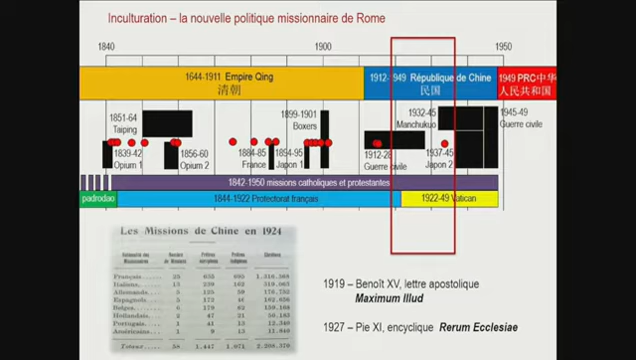 Inculturation – la nouvelle politique missionnaire de Rome
1840
1900
1950
1644-1911 Empire Qing
清朝
1912-1949 République de Chine
民国
1949 PRC中华
人民共和国
1851-64
Taiping
1899-1901
Boxers
1932-45
Manchukuo
1945-49
Guerre civile
1839-42
Opium 1
1856-60
Opium 2
1884-85
France
1894-95
Japon 1
1912-28
Guerre civile
1937-45
Japon 2
1842-1950 missions catholiques et protestantes
padrodao
1844-1922 Protectorat français
1922-49 Vatican
Les Missions de Chine en 1924
Français
Italiens
Allemands
Espagnols
Belges
Hollandais
Portugais
Américains
1919 – Benoît XV, lettre apostolique
Maximum Illud
1927 – Pie XI, encyclique Rerum Ecclesiae